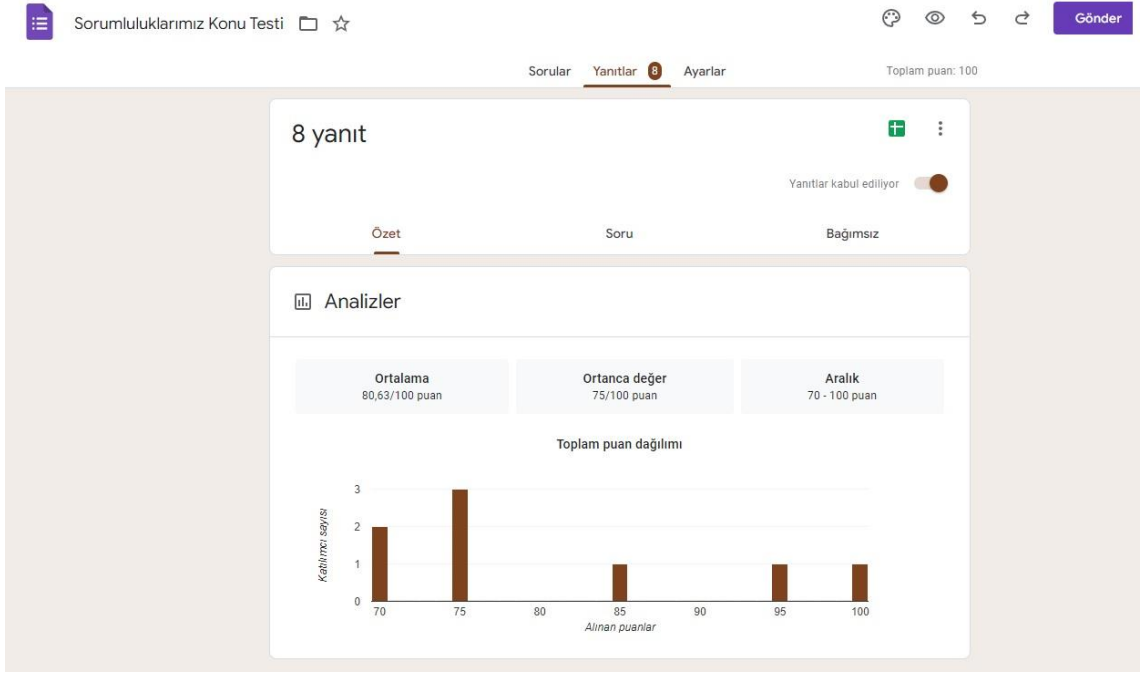 Sorumluluklarımız Konu Testi
Gönder
Sorular Yanıtlar 8 Ayarlar
Toplam puan: 100
8 yanıt
Yanıtlar kabul ediliyor
Özet Soru Bağımsız
Analizler
Ortalama Ortanca değer Aralık
80,63/100 puan 75/100 puan 70 - 100 puan
Toplam puan dağılımı
Katılımcı sayısı
3
2
1
0
70 75 80 85 90 95 100
Alınan puanlar